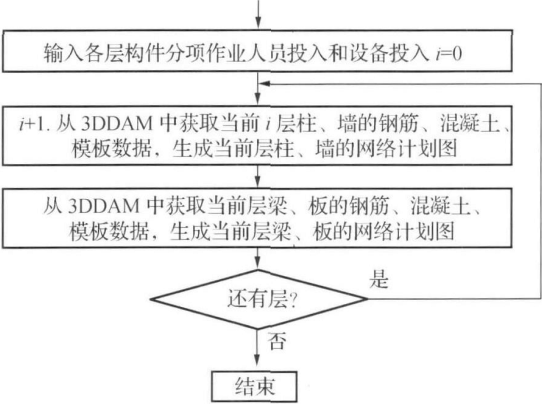 输入各层构件分项作业人员投入和设备投入 i=0
i+1. 从 3DDAM 中获取当前 i 层柱、墙的钢筋、混凝土、
模板数据，生成当前层柱、墙的网络计划图
从 3DDAM 中获取当前层梁、板的钢筋、混凝土、
模板数据，生成当前层梁、板的网络计划图
还有层?
是
否
结束